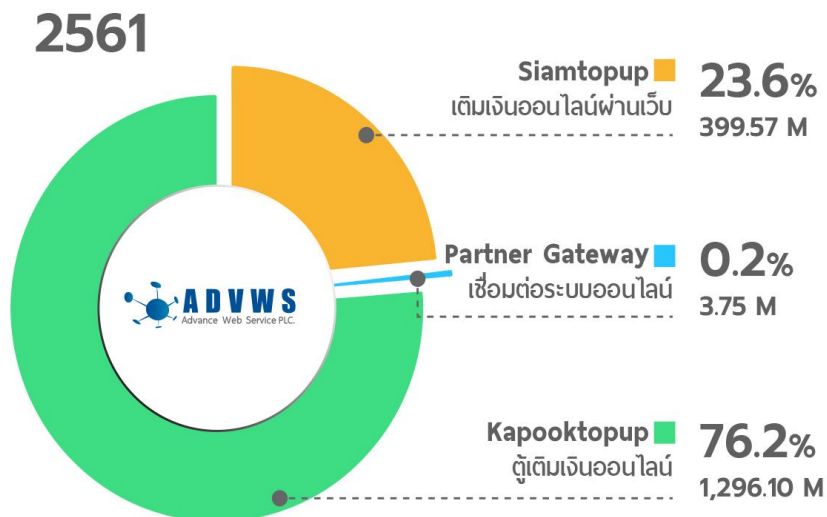 2561
Siamtopup
เติมเงินออนไลน์ผ่านเว็บ
23.6%
399.57 M
Partner Gateway
เชื่อมต่อระบบออนไลน์
0.2%
3.75 M
ADVWS
Advance Web Service PLC.
Kapooktopup
ตู้เติมเงินออนไลน์
76.2%
1,296.10 M